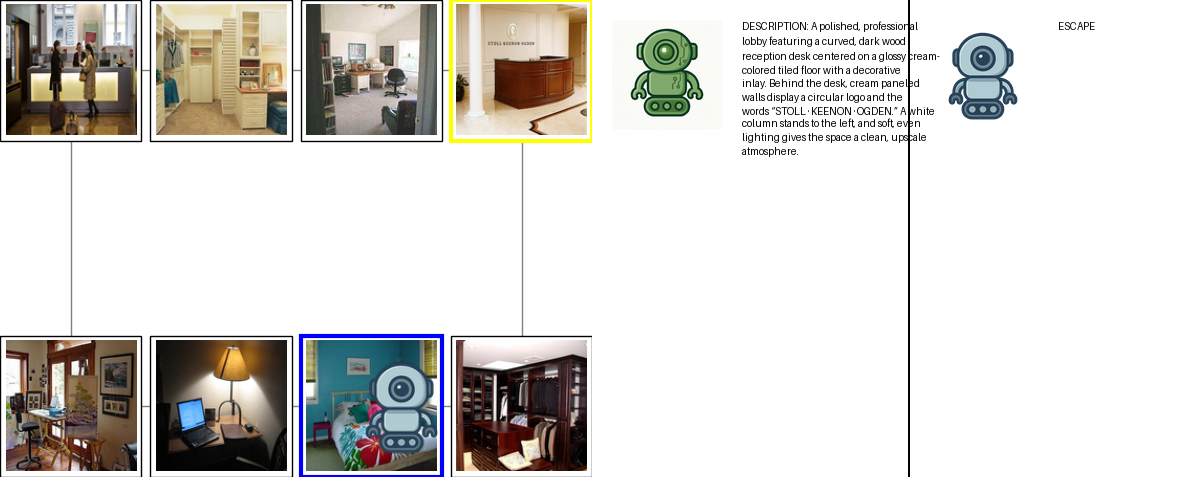 STOLL KEENON OGDEN
DESCRIPTION: A polished, professional
lobby featuring a curved, dark wood
reception desk centered on a glossy cream-
colored tiled floor with a decorative
inlay. Behind the desk, cream paneled
walls display a circular logo and the
words “STOLL · KEENON · OGDEN.” A white
column stands to the left, and soft, even
lighting gives the space a clean, upscale
atmosphere.
ESCAPE